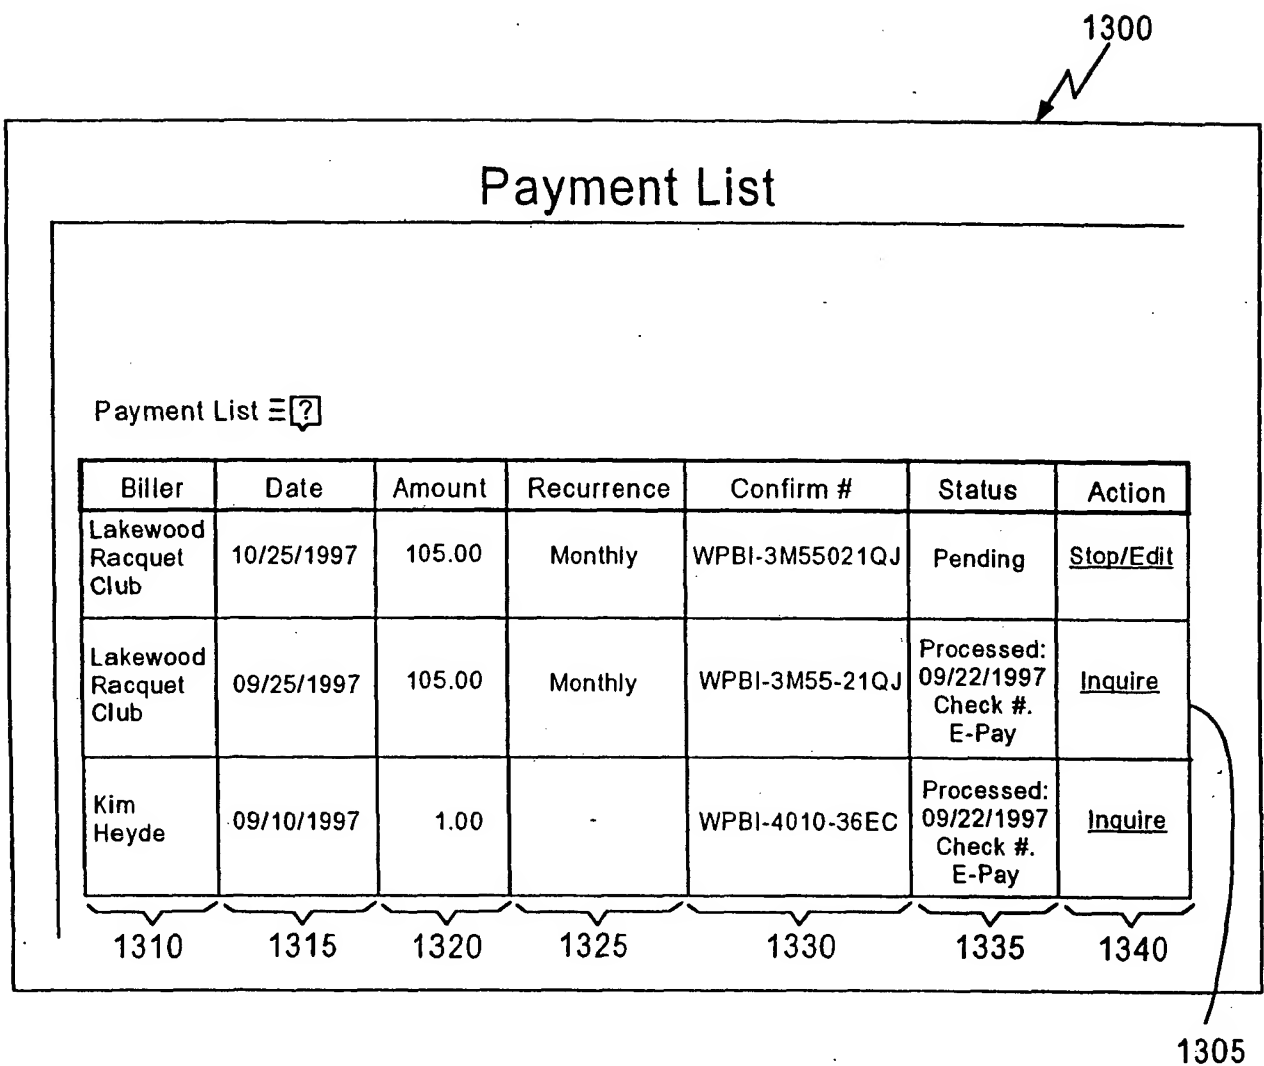 1300
Payment List
Payment List ☰[?]
Biller Date Amount Recurrence Confirm # Status Action
Lakewood
Racquet
Club
10/25/1997 105.00 Monthly WPBI-3M55021QJ Pending Stop/Edit
Lakewood
Racquet
Club
09/25/1997 105.00 Monthly WPBI-3M55-21QJ
Processed:
09/22/1997
Check #.
E-Pay
Inquire
Kim
Heyde
09/10/1997 1.00 - WPBI-4010-36EC
Processed:
09/22/1997
Check #.
E-Pay
Inquire
1310 1315 1320 1325 1330 1335 1340
1305